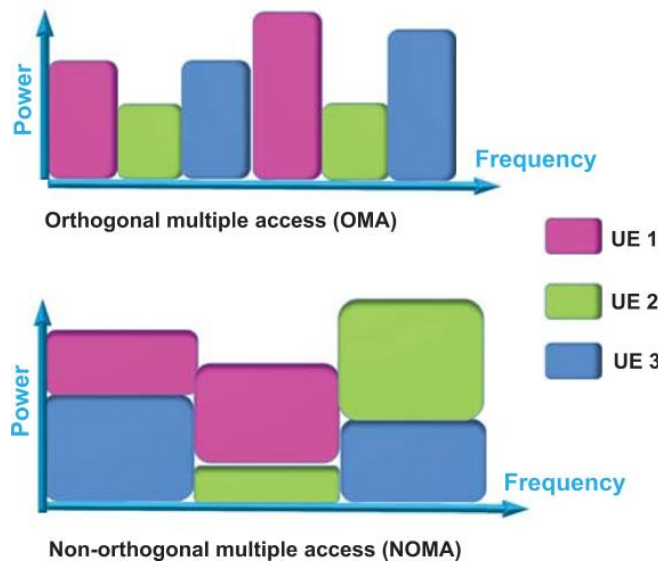 Power
Frequency
Orthogonal multiple access (OMA)
UE 1
UE 2
UE 3
Power
Frequency
Non-orthogonal multiple access (NOMA)